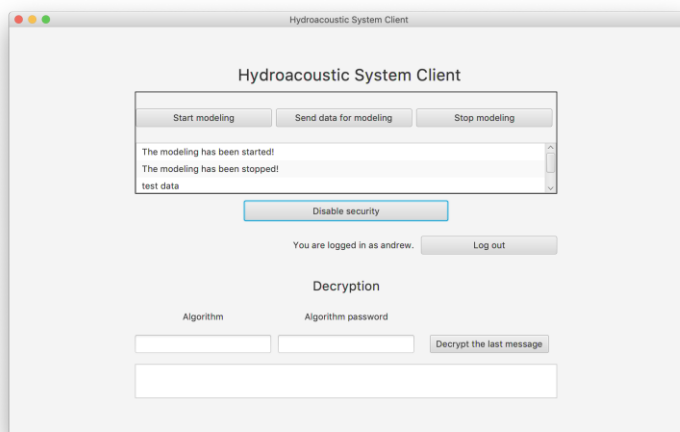 Hydroacoustic System Client
Hydroacoustic System Client
Start modeling Send data for modeling Stop modeling
The modeling has been started!
The modeling has been stopped!
test data
Disable security
You are logged in as andrew. Log out
Decryption
Algorithm Algorithm password
Decrypt the last message